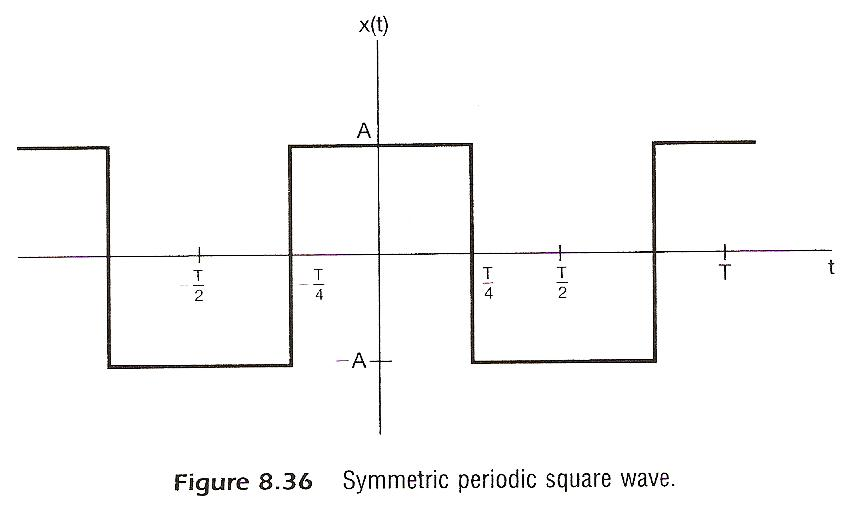 x(t)
A
-T/2
-T/4
T/4
T/2
T
t
-A
Figure 8.36 Symmetric periodic square wave.